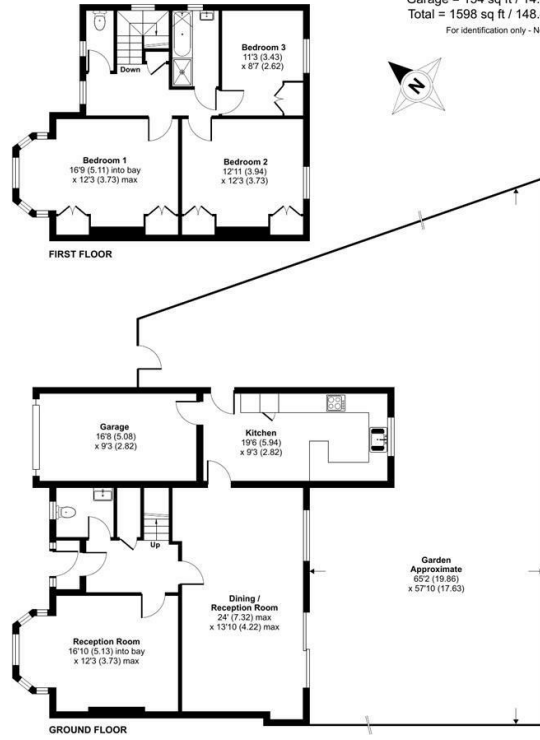 Garage = 154 sq ft / 14.
Total = 1598 sq ft / 148.
For identification only - N
N
Bedroom 3
11'3 (3.43)
x 8'7 (2.62)
Down
Bedroom 1
16'9 (5.11) into bay
x 12'3 (3.73) max
Bedroom 2
12'11 (3.94)
x 12'3 (3.73)
FIRST FLOOR
Garage
16'8 (5.08)
x 9'3 (2.82)
Kitchen
19'6 (5.94)
x 9'3 (2.82)
Up
Dining /
Reception Room
24' (7.32) max
x 13'10 (4.22) max
Garden
Approximate
65'2 (19.86)
x 57'10 (17.63)
Reception Room
16'10 (5.13) into bay
x 12'3 (3.73) max
GROUND FLOOR